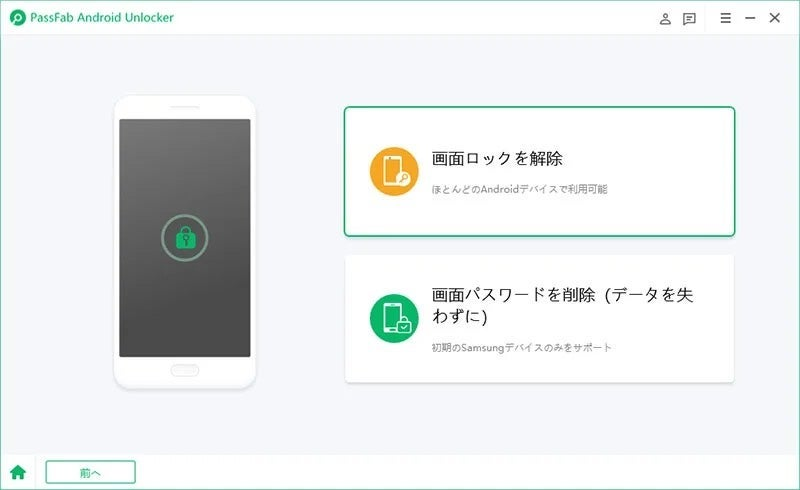 PassFab Android Unlocker
画面ロックを解除
ほとんどのAndroidデバイスで利用可能
画面パスワードを削除 (データを失
わずに)
初期のSamsungデバイスのみをサポート
前へ